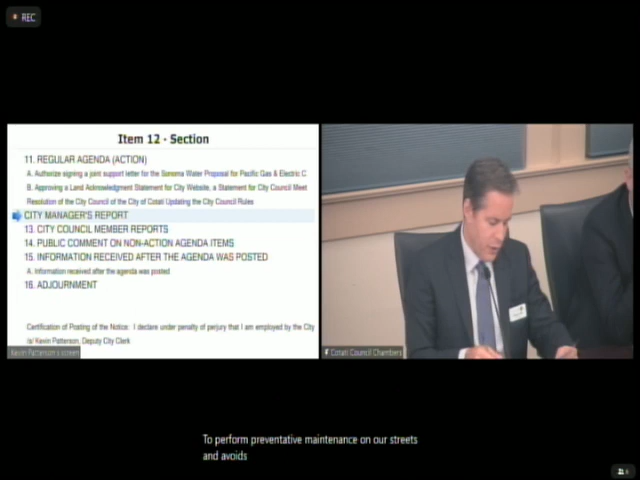 REC
Item 12 - Section
11. REGULAR AGENDA (ACTION)
A. Authorize signing a joint support letter for the Sonoma Water Proposal for Pacific Gas & Electric C
B. Approving a Land Acknowledgment Statement for City Website, a Statement for City Council Meet
Resolution of the City Council of the City of Cotati Updating the City Council Rules
CITY MANAGER'S REPORT
13. CITY COUNCIL MEMBER REPORTS
14. PUBLIC COMMENT ON NON-ACTION AGENDA ITEMS
15. INFORMATION RECEIVED AFTER THE AGENDA WAS POSTED
A. Information received after the agenda was posted
16. ADJOURNMENT
Certification of Posting of the Notice: I declare under penalty of perjury that I am employed by the City
/s/ Kevin Patterson, Deputy City Clerk
Kevin Patterson's screen
Cotati Council Chambers
To perform preventative maintenance on our streets
and avoids